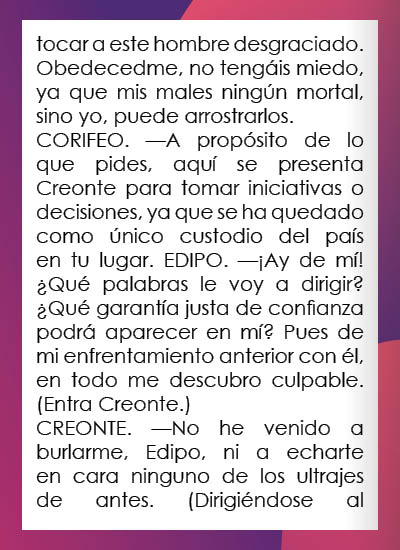 tocar a este hombre desgraciado.
Obedecedme, no tengáis miedo,
ya que mis males ningún mortal,
sino yo, puede arrostrarlos.
CORIFEO. —A propósito de lo
que pides, aquí se presenta
Creonte para tomar iniciativas o
decisiones, ya que se ha quedado
como único custodio del país
en tu lugar. EDIPO. —¡Ay de mí!
¿Qué palabras le voy a dirigir?
¿Qué garantía justa de confianza
podrá aparecer en mí? Pues de
mi enfrentamiento anterior con él,
en todo me descubro culpable.
(Entra Creonte.)
CREONTE. —No he venido a
burlarme, Edipo, ni a echarte
en cara ninguno de los ultrajes
de antes. (Dirigiéndose al